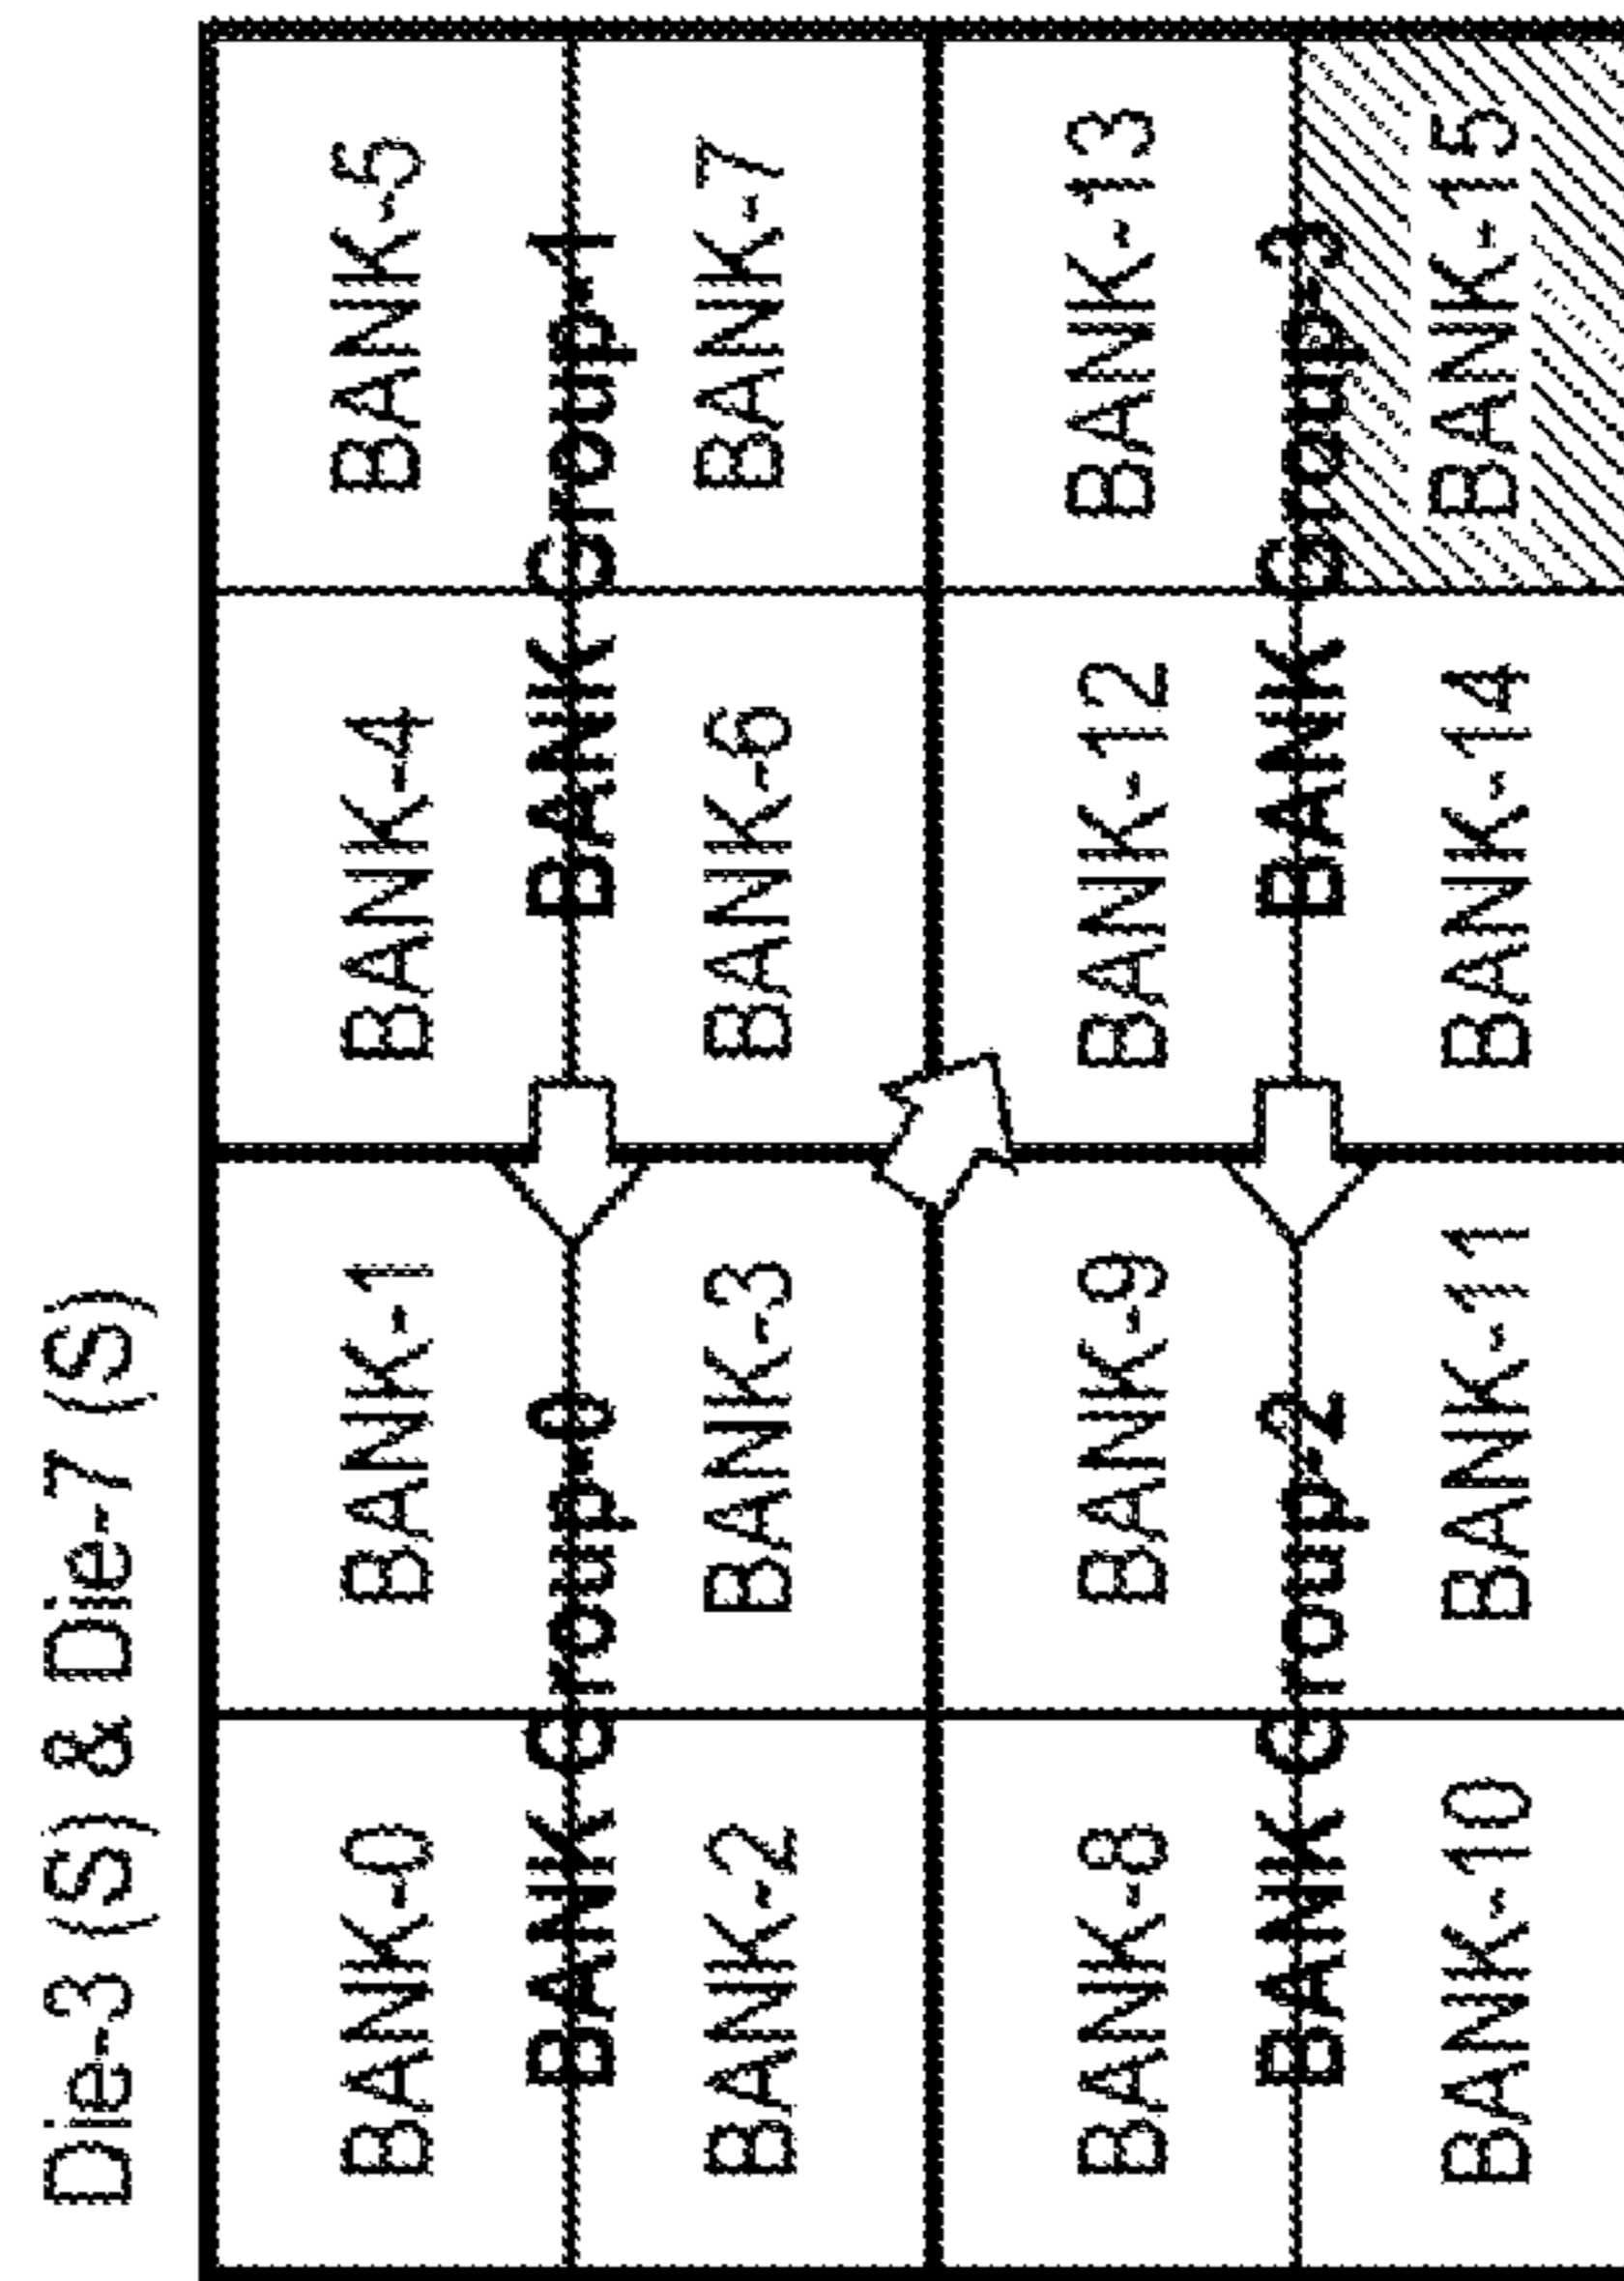 Die-3 (S) & Die-7 (S)
BANK-0
BANK-1
BANK-4
BANK-5
BANK Group-0
BANK Group-1
BANK-2
BANK-3
BANK-6
BANK-7
BANK-8
BANK-9
BANK-12
BANK-13
BANK Group-2
BANK Group-3
BANK-10
BANK-11
BANK-14
BANK-15